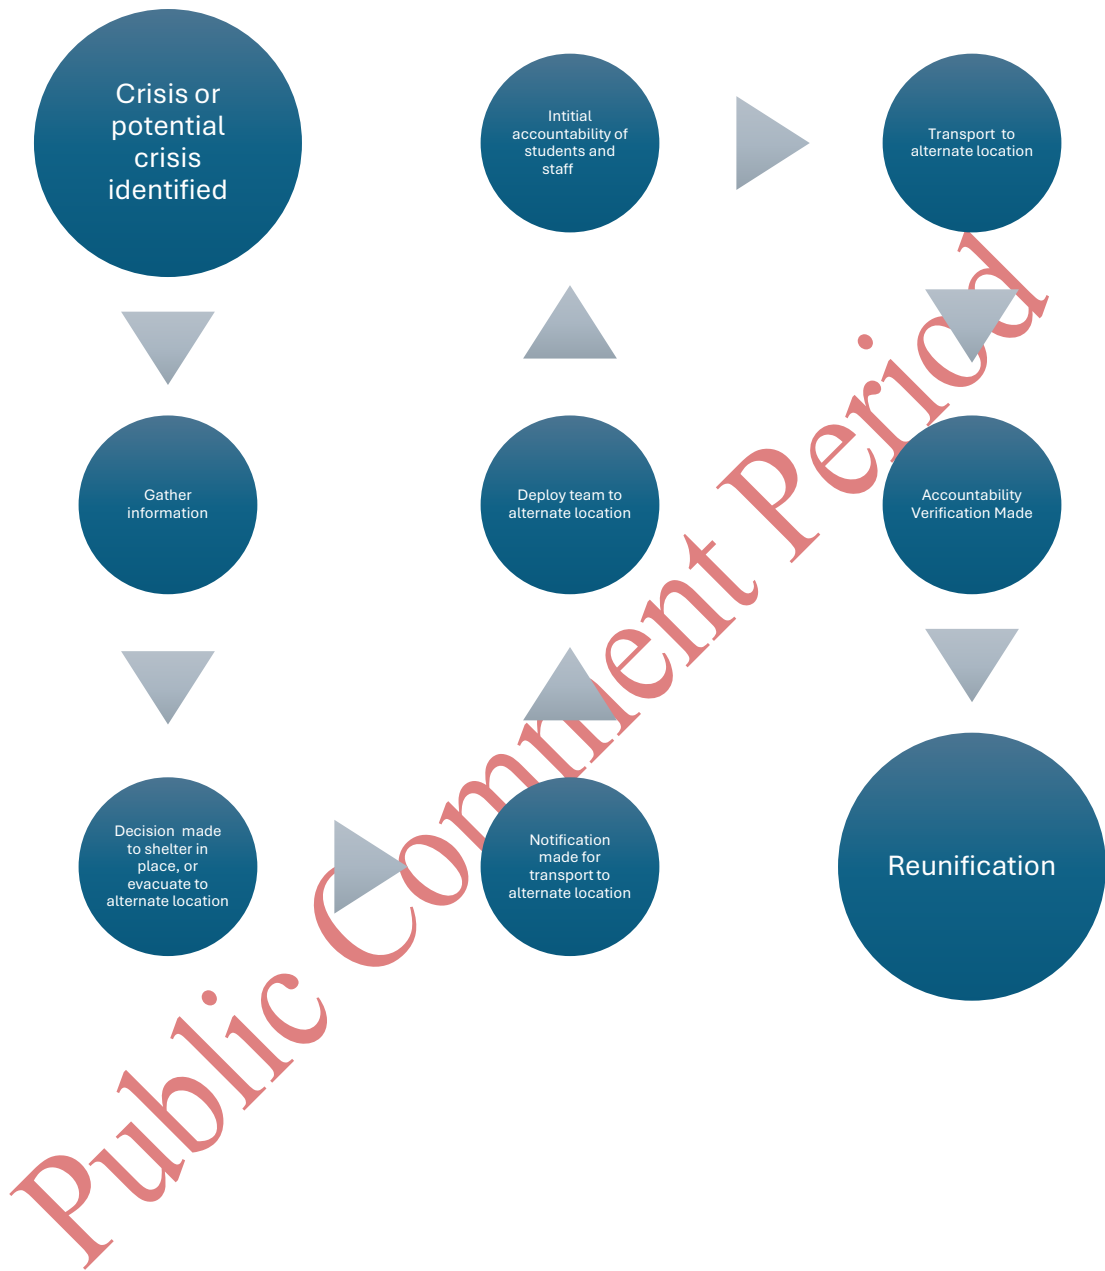 Crisis or
potential
crisis
identified
Gather
information
Decision made
to shelter in
place, or
evacuate to
alternate location
Notification
made for
transport to
alternate location
Deploy team to
alternate location
Intitial
accountability of
students and
staff
Transport to
alternate location
Accountability
Verification Made
Reunification
Public Comment Period